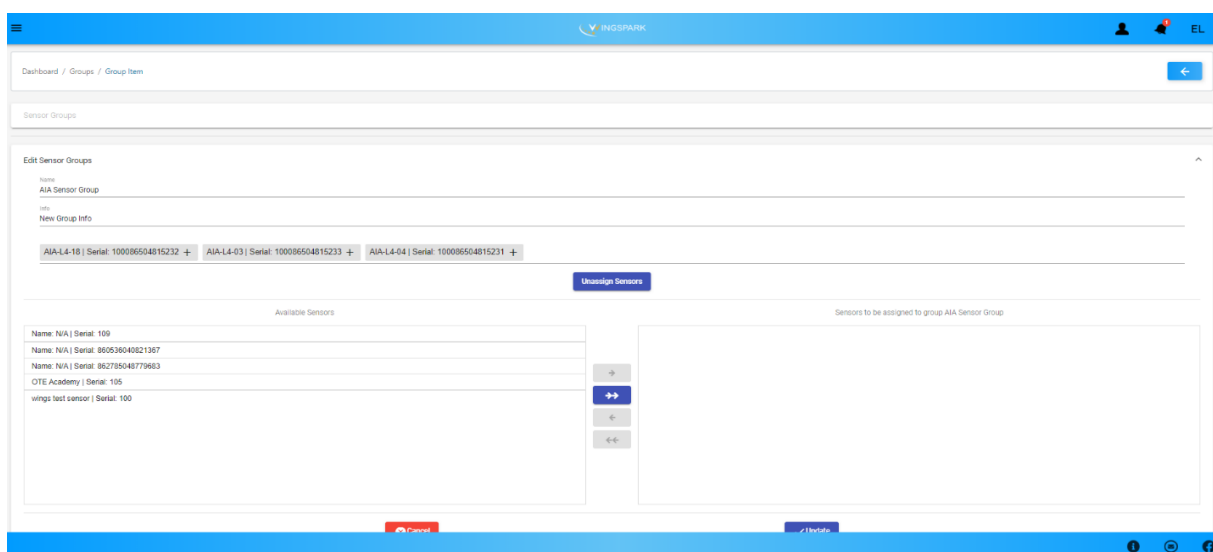 WINGSPARK
1
EL
Dashboard / Groups / Group Item
Sensor Groups
Edit Sensor Groups
Name
AIA Sensor Group
Info
New Group Info
AIA-L4-18 | Serial: 100086504815232 + AIA-L4-03 | Serial: 100086504815233 + AIA-L4-04 | Serial: 100086504815231 +
Unassign Sensors
Available Sensors
Sensors to be assigned to group AIA Sensor Group
Name: N/A | Serial: 109
Name: N/A | Serial: 860536040821367
Name: N/A | Serial: 862785048779683
OTE Academy | Serial: 105
wings test sensor | Serial: 100
Cancel
Update